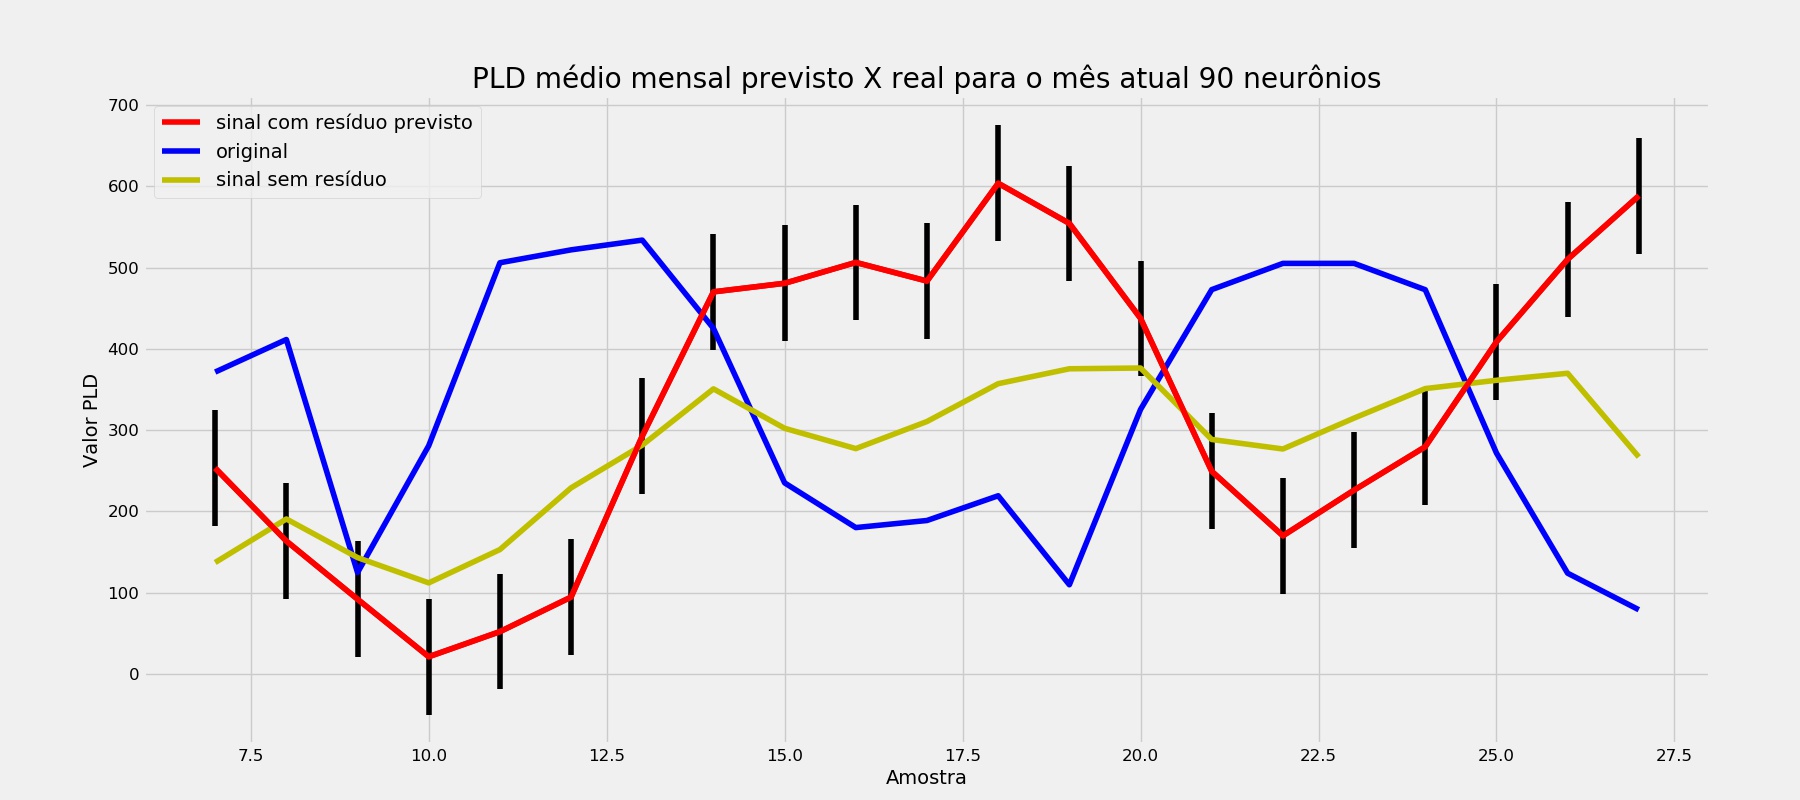 PLD médio mensal previsto X real para o mês atual 90 neurônios
sinal com resíduo previsto
original
sinal sem resíduo
Valor PLD
700
600
500
400
300
200
100
0
7.5 10.0 12.5 15.0 17.5 20.0 22.5 25.0 27.5
Amostra